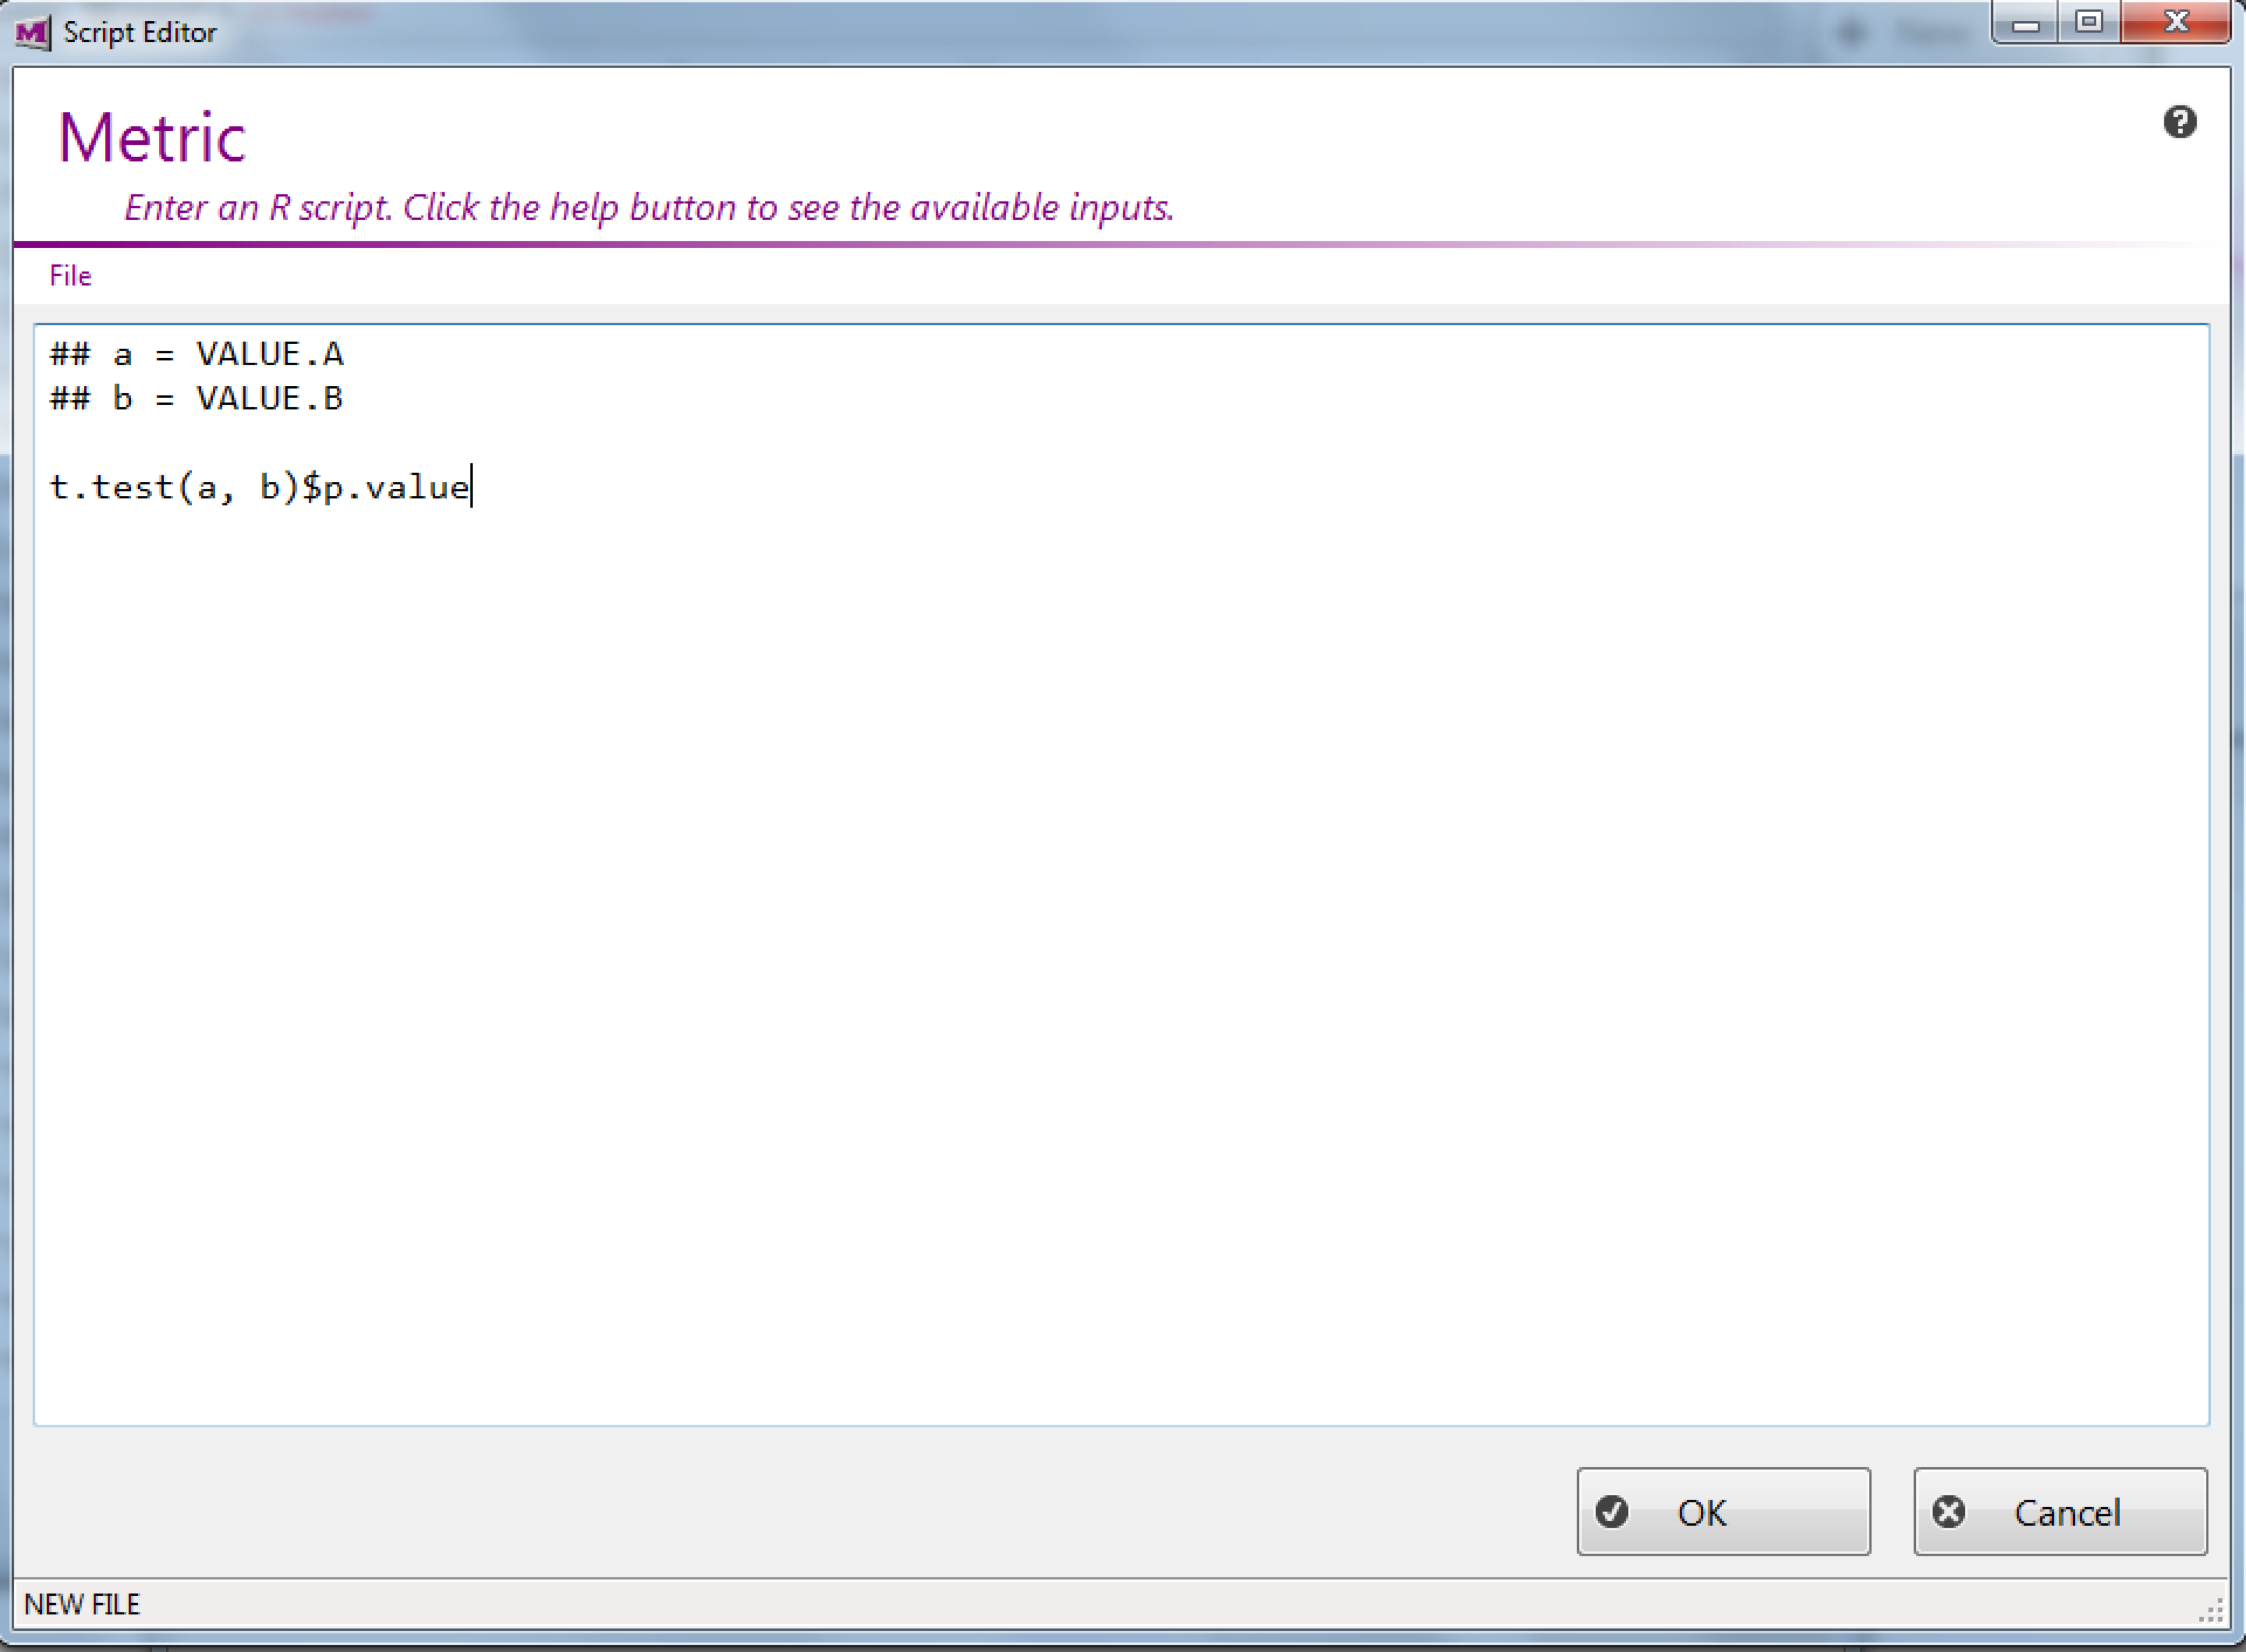 Script Editor
Metric
Enter an R script. Click the help button to see the available inputs.
File
## a = VALUE.A
## b = VALUE.B
t.test(a, b)$p.value
OK
Cancel
NEW FILE